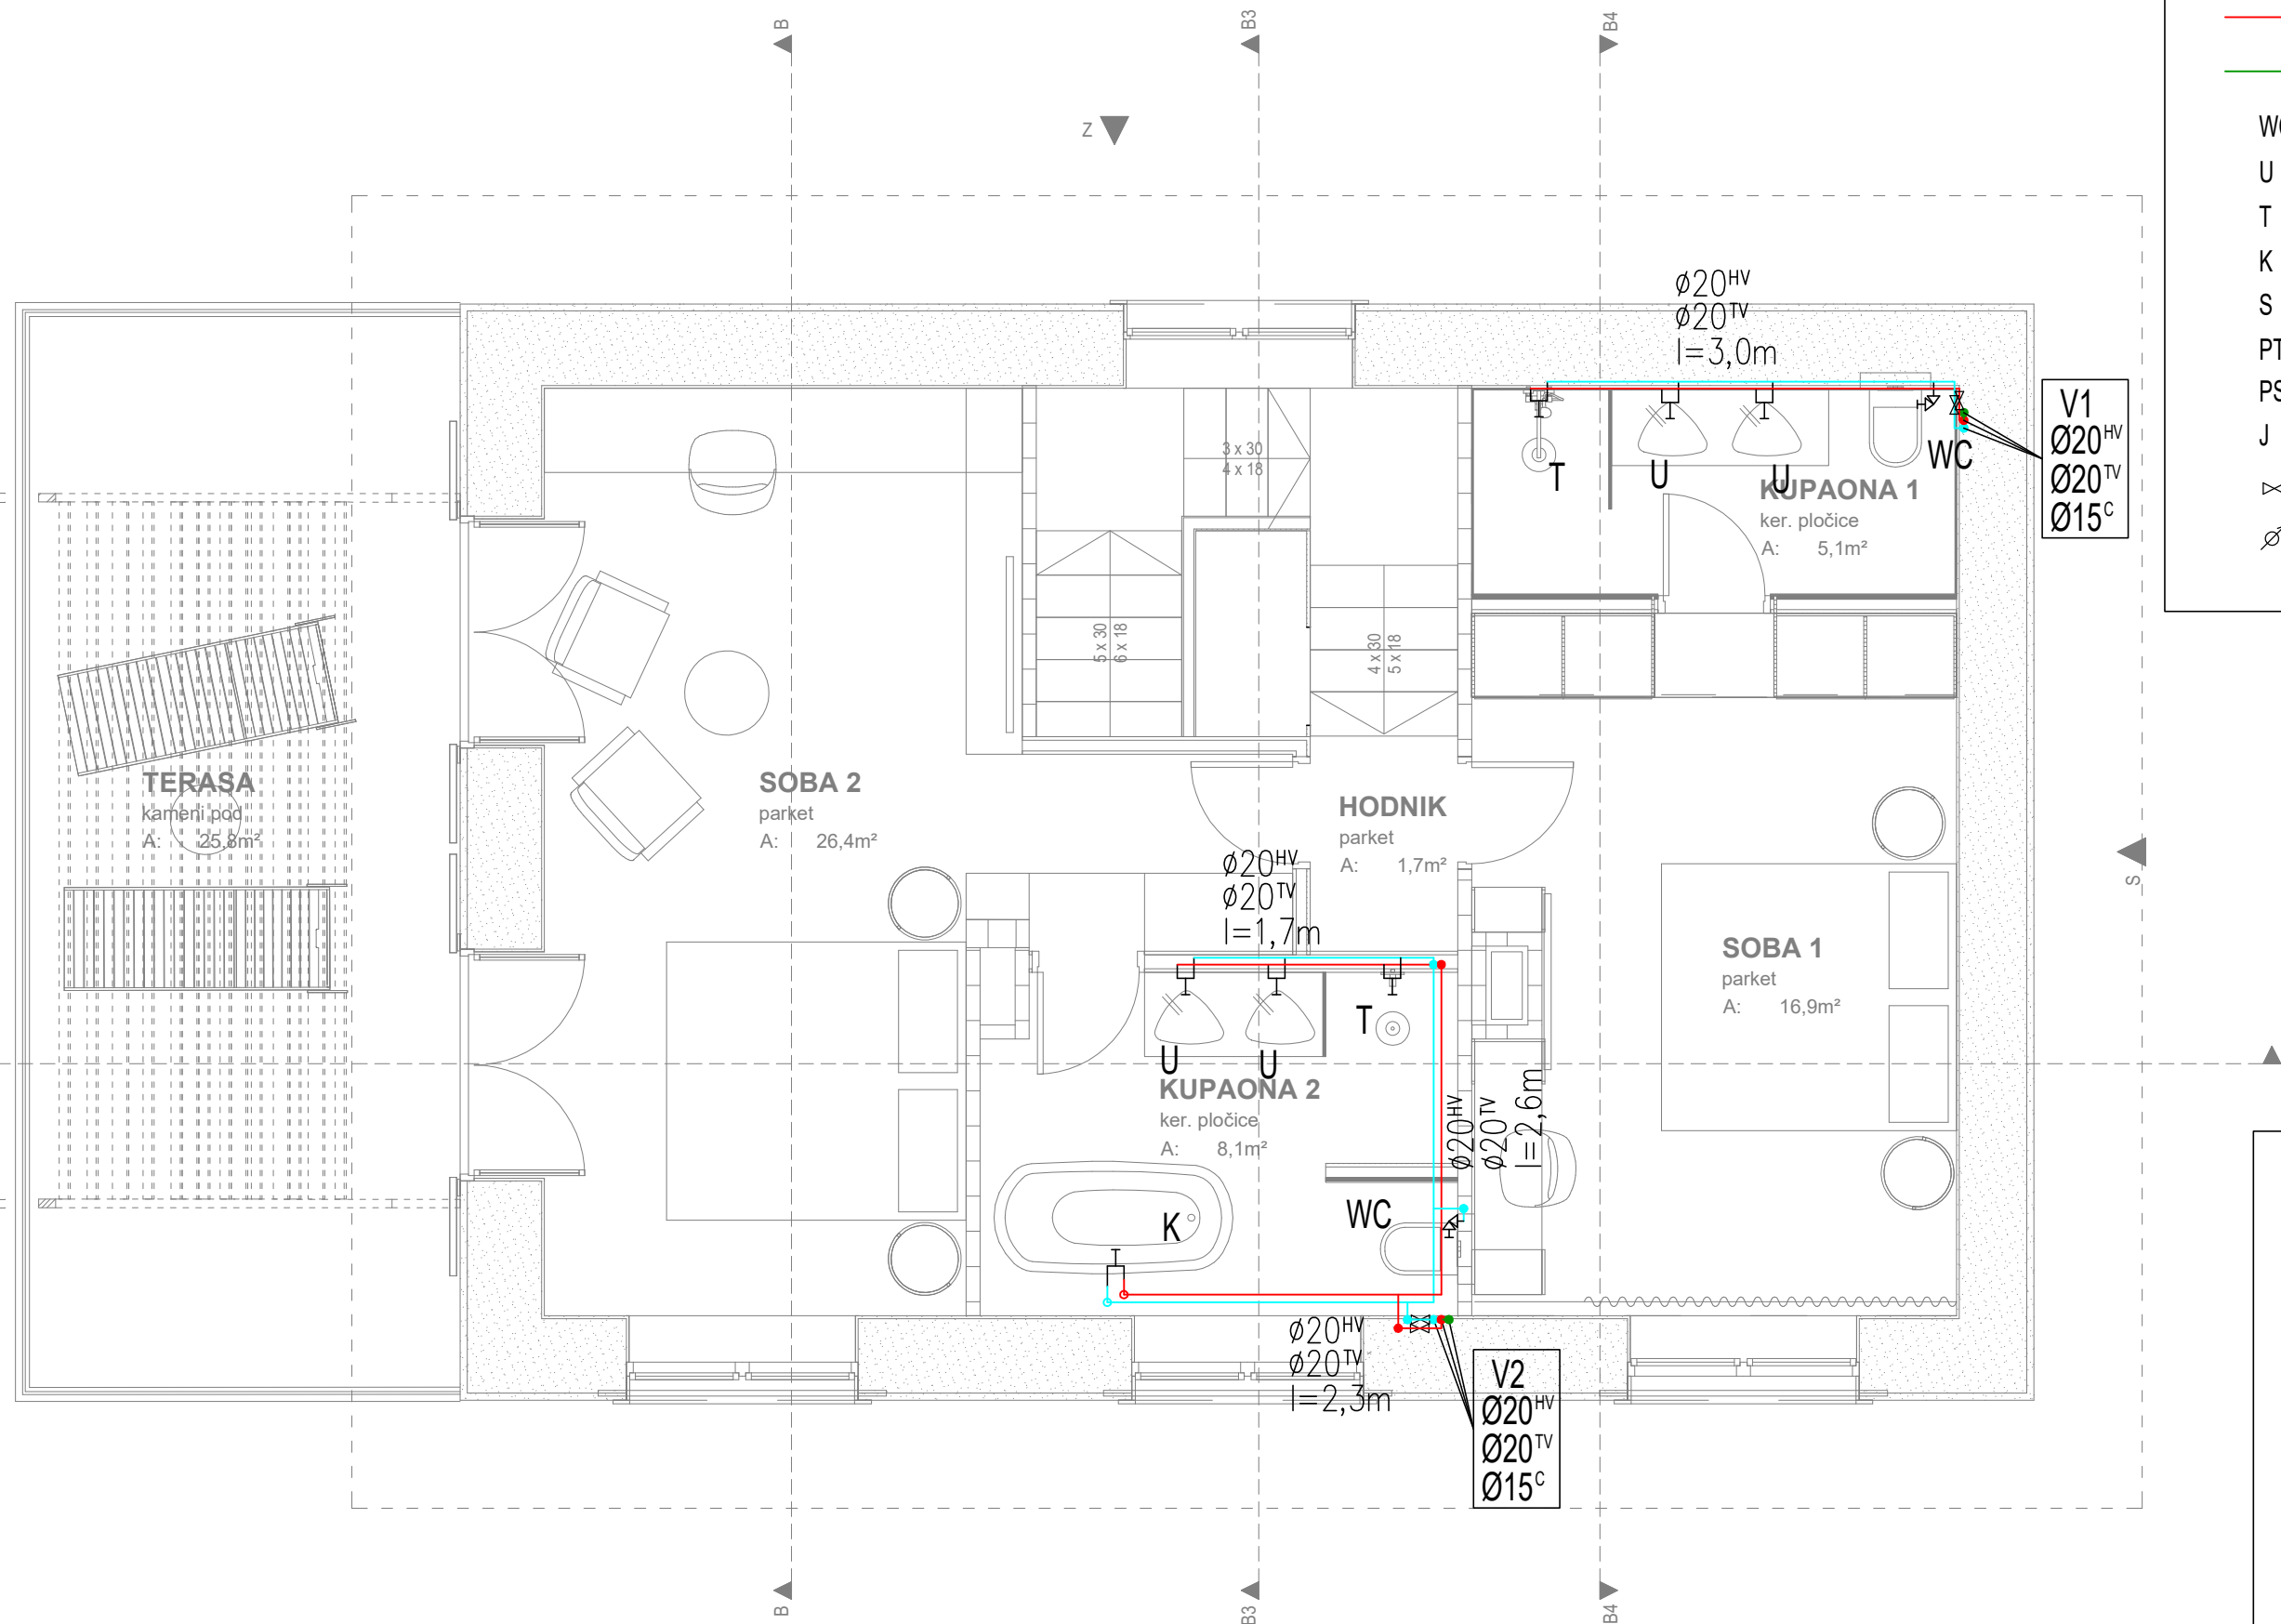 B
B3
B4
Z
WC
U
T
K
S
PT
PS
J
ø20HV
ø20TV
l=3,0m
V1
Ø20HV
Ø20TV
Ø15C
T
U
U
WC
KUPAONA 1
ker. pločice
A: 5,1m²
3 x 30
4 x 18
5 x 30
6 x 18
4 x 30
5 x 18
TERASA
kameni pod
A: 25,8m²
SOBA 2
parket
A: 26,4m²
HODNIK
parket
A: 1,7m²
S
ø20HV
ø20TV
l=1,7m
SOBA 1
parket
A: 16,9m²
T
U
U
KUPAONA 2
ker. pločice
A: 8,1m²
ø20HV
ø20TV
l=2,6m
K
WC
ø20HV
ø20TV
l=2,3m
V2
Ø20HV
Ø20TV
Ø15C
B
B3
B4